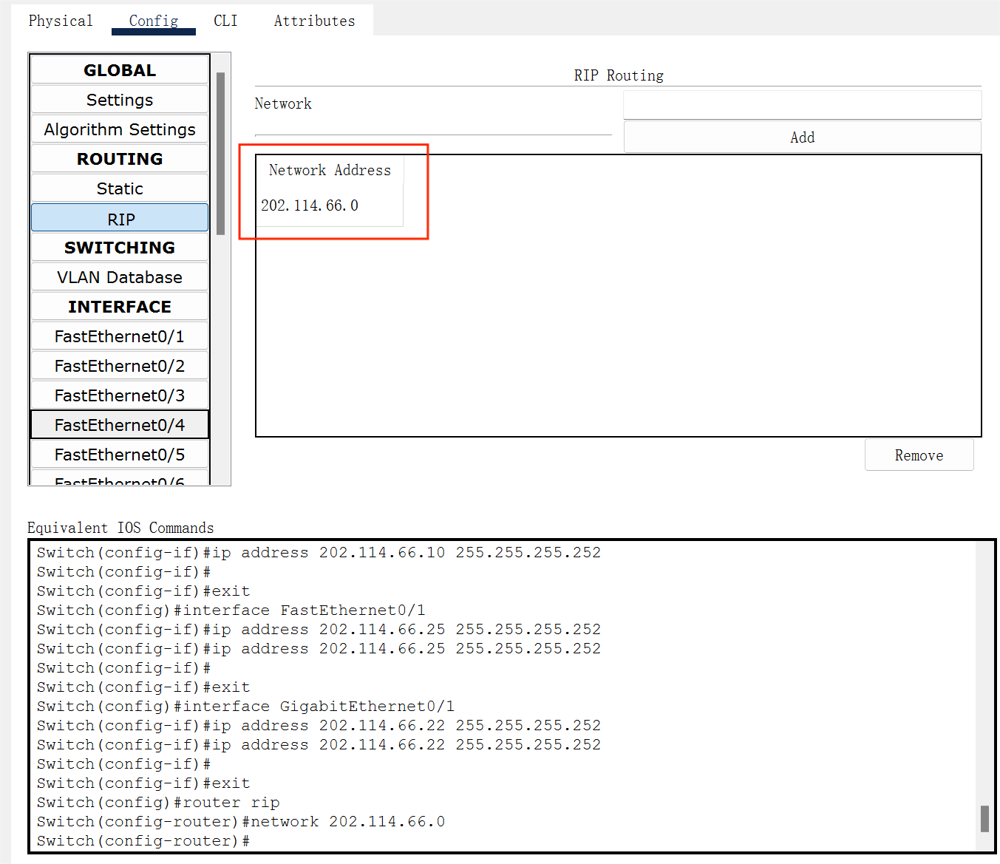 Physical Config CLI Attributes
GLOBAL
Settings
Algorithm Settings
ROUTING
Static
RIP
SWITCHING
VLAN Database
INTERFACE
FastEthernet0/1
FastEthernet0/2
FastEthernet0/3
FastEthernet0/4
FastEthernet0/5
FastEthernet0/6
RIP Routing
Network
Add
Network Address
202.114.66.0
Remove
Equivalent IOS Commands
Switch(config-if)#ip address 202.114.66.10 255.255.255.252
Switch(config-if)#
Switch(config-if)#exit
Switch(config)#interface FastEthernet0/1
Switch(config-if)#ip address 202.114.66.25 255.255.255.252
Switch(config-if)#ip address 202.114.66.25 255.255.255.252
Switch(config-if)#
Switch(config-if)#exit
Switch(config)#interface GigabitEthernet0/1
Switch(config-if)#ip address 202.114.66.22 255.255.255.252
Switch(config-if)#ip address 202.114.66.22 255.255.255.252
Switch(config-if)#
Switch(config-if)#exit
Switch(config)#router rip
Switch(config-router)#network 202.114.66.0
Switch(config-router)#